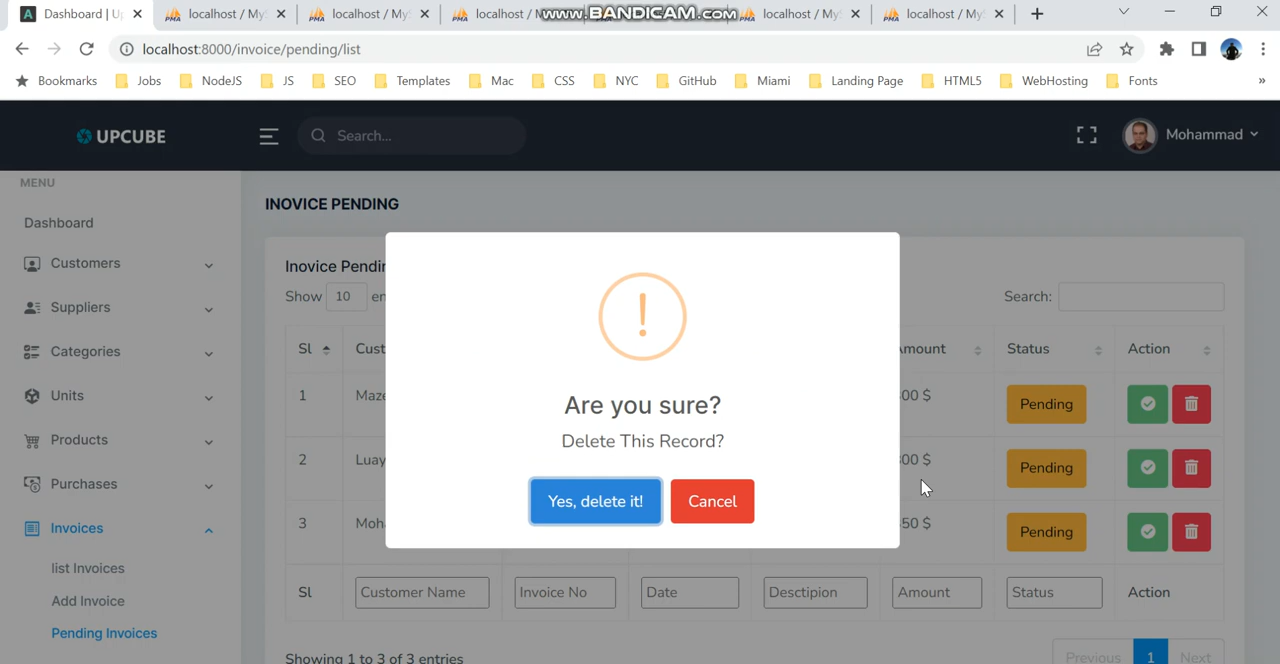 Dashboard | Up
localhost / My
localhost / My
localhost / M
www.BANDICAM.com
localhost / My
localhost / My
localhost:8000/invoice/pending/list
Bookmarks Jobs NodeJS JS SEO Templates Mac CSS NYC GitHub Miami Landing Page HTML5 WebHosting Fonts »
UPCUBE
Search...
Mohammad
MENU
Dashboard
Customers
Suppliers
Categories
Units
Products
Purchases
Invoices
list Invoices
Add Invoice
Pending Invoices
INOVICE PENDING
Inovice Pendin
Show 10 en
Search:
Sl Cust mount Status Action
1 Maze 00 $ Pending
2 Luay 00 $ Pending
3 Moh 50 $ Pending
Sl Customer Name Invoice No Date Desctipion Amount Status Action
Showing 1 to 3 of 3 entries
Previous 1 Next
!
Are you sure?
Delete This Record?
Yes, delete it! Cancel